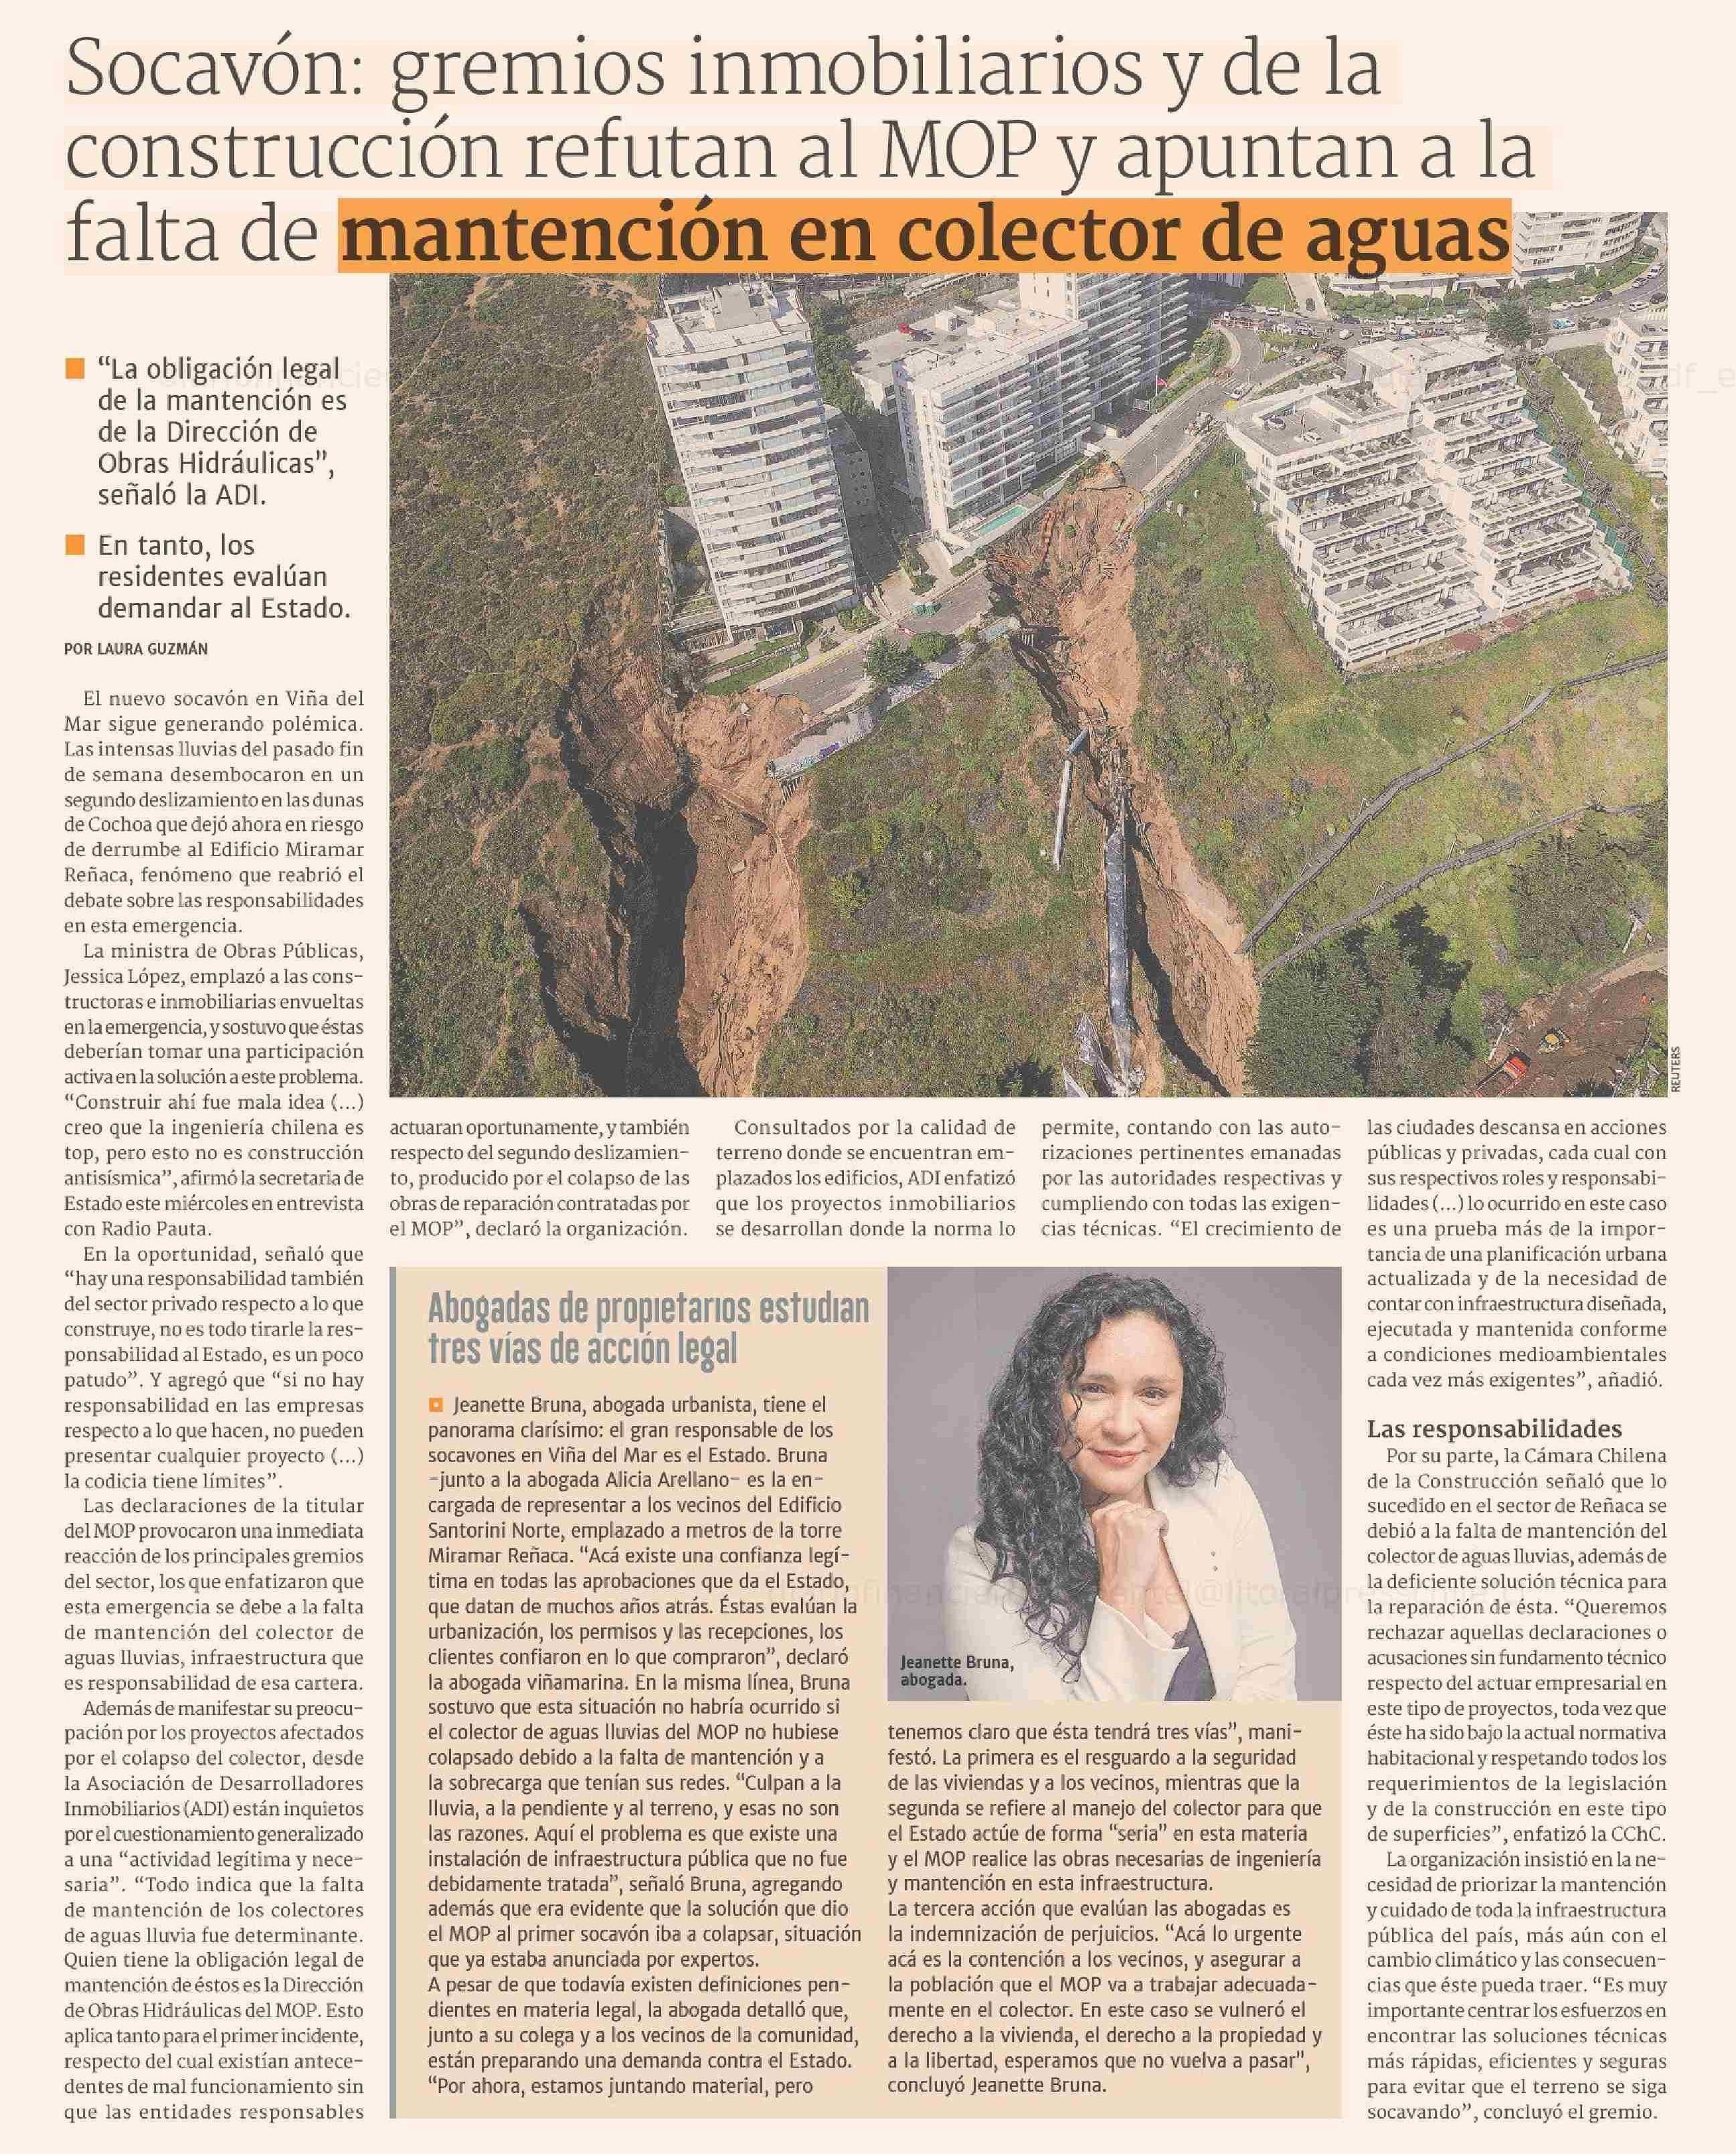 Socavón: gremios inmobiliarios y de la
construcción refutan al MOP y apuntan a la
falta de mantención en colector de aguas
“La obligación legal
de la mantención es
de la Dirección de
Obras Hidráulicas”,
señaló la ADI.
En tanto, los
residentes evalúan
demandar al Estado.
POR LAURA GUZMÁN
El nuevo socavón en Viña del
Mar sigue generando polémica.
Las intensas lluvias del pasado fin
de semana desembocaron en un
segundo deslizamiento en las dunas
de Cochoa que dejó ahora en riesgo
de derrumbe al Edificio Miramar
Reñaca, fenómeno que reabrió el
debate sobre las responsabilidades
en esta emergencia.
La ministra de Obras Públicas,
Jessica López, emplazó a las cons-
tructoras e inmobiliarias envueltas
en la emergencia, y sostuvo que éstas
deberían tomar una participación
activa en la solución a este problema.
“Construir ahí fue mala idea (...)
creo que la ingeniería chilena es
top, pero esto no es construcción
antisísmica”, afirmó la secretaria de
Estado este miércoles en entrevista
con Radio Pauta.
En la oportunidad, señaló que
“hay una responsabilidad también
del sector privado respecto a lo que
construye, no es todo tirarle la res-
ponsabilidad al Estado, es un poco
patudo”. Y agregó que “si no hay
responsabilidad en las empresas
respecto a lo que hacen, no pueden
presentar cualquier proyecto (...)
la codicia tiene límites”.
Las declaraciones de la titular
del MOP provocaron una inmediata
reacción de los principales gremios
del sector, los que enfatizaron que
esta emergencia se debe a la falta
de mantención del colector de
aguas lluvias, infraestructura que
es responsabilidad de esa cartera.
Además de manifestar su preocu-
pación por los proyectos afectados
por el colapso del colector, desde
la Asociación de Desarrolladores
Inmobiliarios (ADI) están inquietos
por el cuestionamiento generalizado
a una “actividad legítima y nece-
saria”. “Todo indica que la falta
de mantención de los colectores
de aguas lluvia fue determinante.
Quien tiene la obligación legal de
mantención de éstos es la Dirección
de Obras Hidráulicas del MOP. Esto
aplica tanto para el primer incidente,
respecto del cual existían antece-
dentes de mal funcionamiento sin
que las entidades responsables
REUTERS
actuaran oportunamente, y también
respecto del segundo deslizamien-
to, producido por el colapso de las
obras de reparación contratadas por
el MOP”, declaró la organización.
Consultados por la calidad de
terreno donde se encuentran em-
plazados los edificios, ADI enfatizó
que los proyectos inmobiliarios
se desarrollan donde la norma lo
permite, contando con las auto-
rizaciones pertinentes emanadas
por las autoridades respectivas y
cumpliendo con todas las exigen-
cias técnicas. “El crecimiento de
las ciudades descansa en acciones
públicas y privadas, cada cual con
sus respectivos roles y responsabi-
lidades (...) lo ocurrido en este caso
es una prueba más de la impor-
tancia de una planificación urbana
actualizada y de la necesidad de
contar con infraestructura diseñada,
ejecutada y mantenida conforme
a condiciones medioambientales
cada vez más exigentes”, añadió.
Las responsabilidades
Por su parte, la Cámara Chilena
de la Construcción señaló que lo
sucedido en el sector de Reñaca se
debió a la falta de mantención del
colector de aguas lluvias, además de
la deficiente solución técnica para
la reparación de ésta. “Queremos
rechazar aquellas declaraciones o
acusaciones sin fundamento técnico
respecto del actuar empresarial en
este tipo de proyectos, toda vez que
éste ha sido bajo la actual normativa
habitacional y respetando todos los
requerimientos de la legislación
y de la construcción en este tipo
de superficies”, enfatizó la CChC.
La organización insistió en la ne-
cesidad de priorizar la mantención
y cuidado de toda la infraestructura
pública del país, más aún con el
cambio climático y las consecuen-
cias que éste pueda traer. “Es muy
importante centrar los esfuerzos en
encontrar las soluciones técnicas
más rápidas, eficientes y seguras
para evitar que el terreno se siga
socavando”, concluyó el gremio.
Abogadas de propietarios estudian
tres vías de acción legal
Jeanette Bruna, abogada urbanista, tiene el
panorama clarísimo: el gran responsable de los
socavones en Viña del Mar es el Estado. Bruna
-junto a la abogada Alicia Arellano- es la en-
cargada de representar a los vecinos del Edificio
Santorini Norte, emplazado a metros de la torre
Miramar Reñaca. “Acá existe una confianza legí-
tima en todas las aprobaciones que da el Estado,
que datan de muchos años atrás. Éstas evalúan la
urbanización, los permisos y las recepciones, los
clientes confiaron en lo que compraron”, declaró
la abogada viñamarina. En la misma línea, Bruna
sostuvo que esta situación no habría ocurrido si
el colector de aguas lluvias del MOP no hubiese
colapsado debido a la falta de mantención y a
la sobrecarga que tenían sus redes. “Culpan a la
lluvia, a la pendiente y al terreno, y esas no son
las razones. Aquí el problema es que existe una
instalación de infraestructura pública que no fue
debidamente tratada”, señaló Bruna, agregando
además que era evidente que la solución que dio
el MOP al primer socavón iba a colapsar, situación
que ya estaba anunciada por expertos.
A pesar de que todavía existen definiciones pen-
dientes en materia legal, la abogada detalló que,
junto a su colega y a los vecinos de la comunidad,
están preparando una demanda contra el Estado.
“Por ahora, estamos juntando material, pero
Jeanette Bruna,
abogada.
tenemos claro que ésta tendrá tres vías”, mani-
festó. La primera es el resguardo a la seguridad
de las viviendas y a los vecinos, mientras que la
segunda se refiere al manejo del colector para que
el Estado actúe de forma “seria” en esta materia
y el MOP realice las obras necesarias de ingeniería
y mantención en esta infraestructura.
La tercera acción que evalúan las abogadas es
la indemnización de perjuicios. “Acá lo urgente
acá es la contención a los vecinos, y asegurar a
la población que el MOP va a trabajar adecuada-
mente en el colector. En este caso se vulneró el
derecho a la vivienda, el derecho a la propiedad y
a la libertad, esperamos que no vuelva a pasar”,
concluyó Jeanette Bruna.